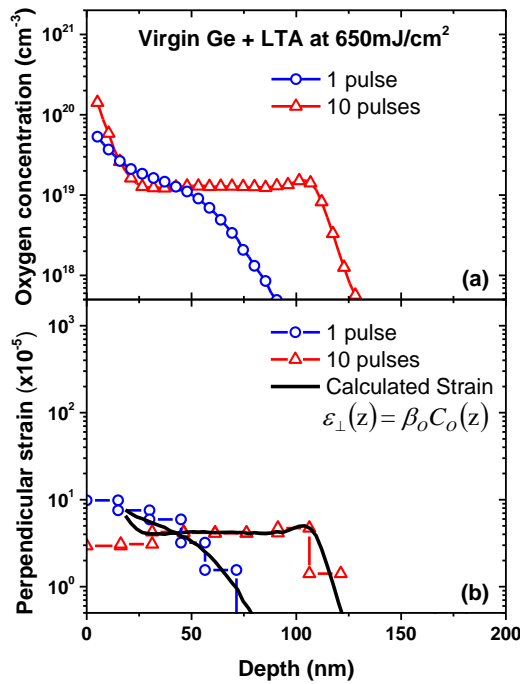 Virgin Ge + LTA at 650mJ/cm²
1 pulse
10 pulses
Oxygen concentration (cm⁻³)
10²¹
10²⁰
10¹⁹
10¹⁸
(a)
1 pulse
10 pulses
Calculated Strain
ε⊥(z) = βₒCₒ(z)
Perpendicular strain (x10⁻⁵)
10³
10²
10¹
10⁰
(b)
0 50 100 150 200
Depth (nm)